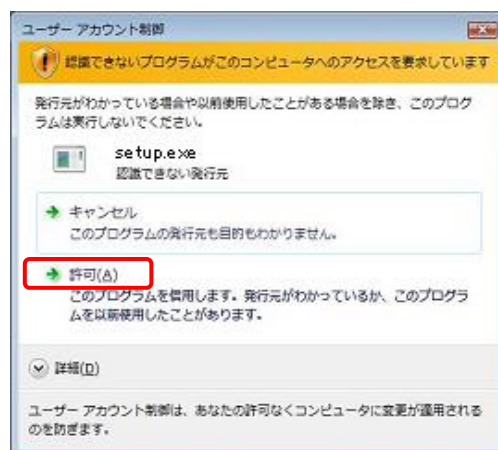 ユーザー アカウント制御
認識できないプログラムがこのコンピュータへのアクセスを要求しています
発行元がわかっている場合や以前使用したことがある場合を除き、このプログ
ラムは実行しないでください。
setup.exe
認識できない発行元
キャンセル
このプログラムの発行元も目的もわかりません。
許可(A)
このプログラムを信用します。発行元がわかっているか、このプログラ
ムを以前使用したことがあります。
詳細(D)
ユーザー アカウント制御は、あなたの許可なくコンピュータに変更が適用される
のを防ぎます。